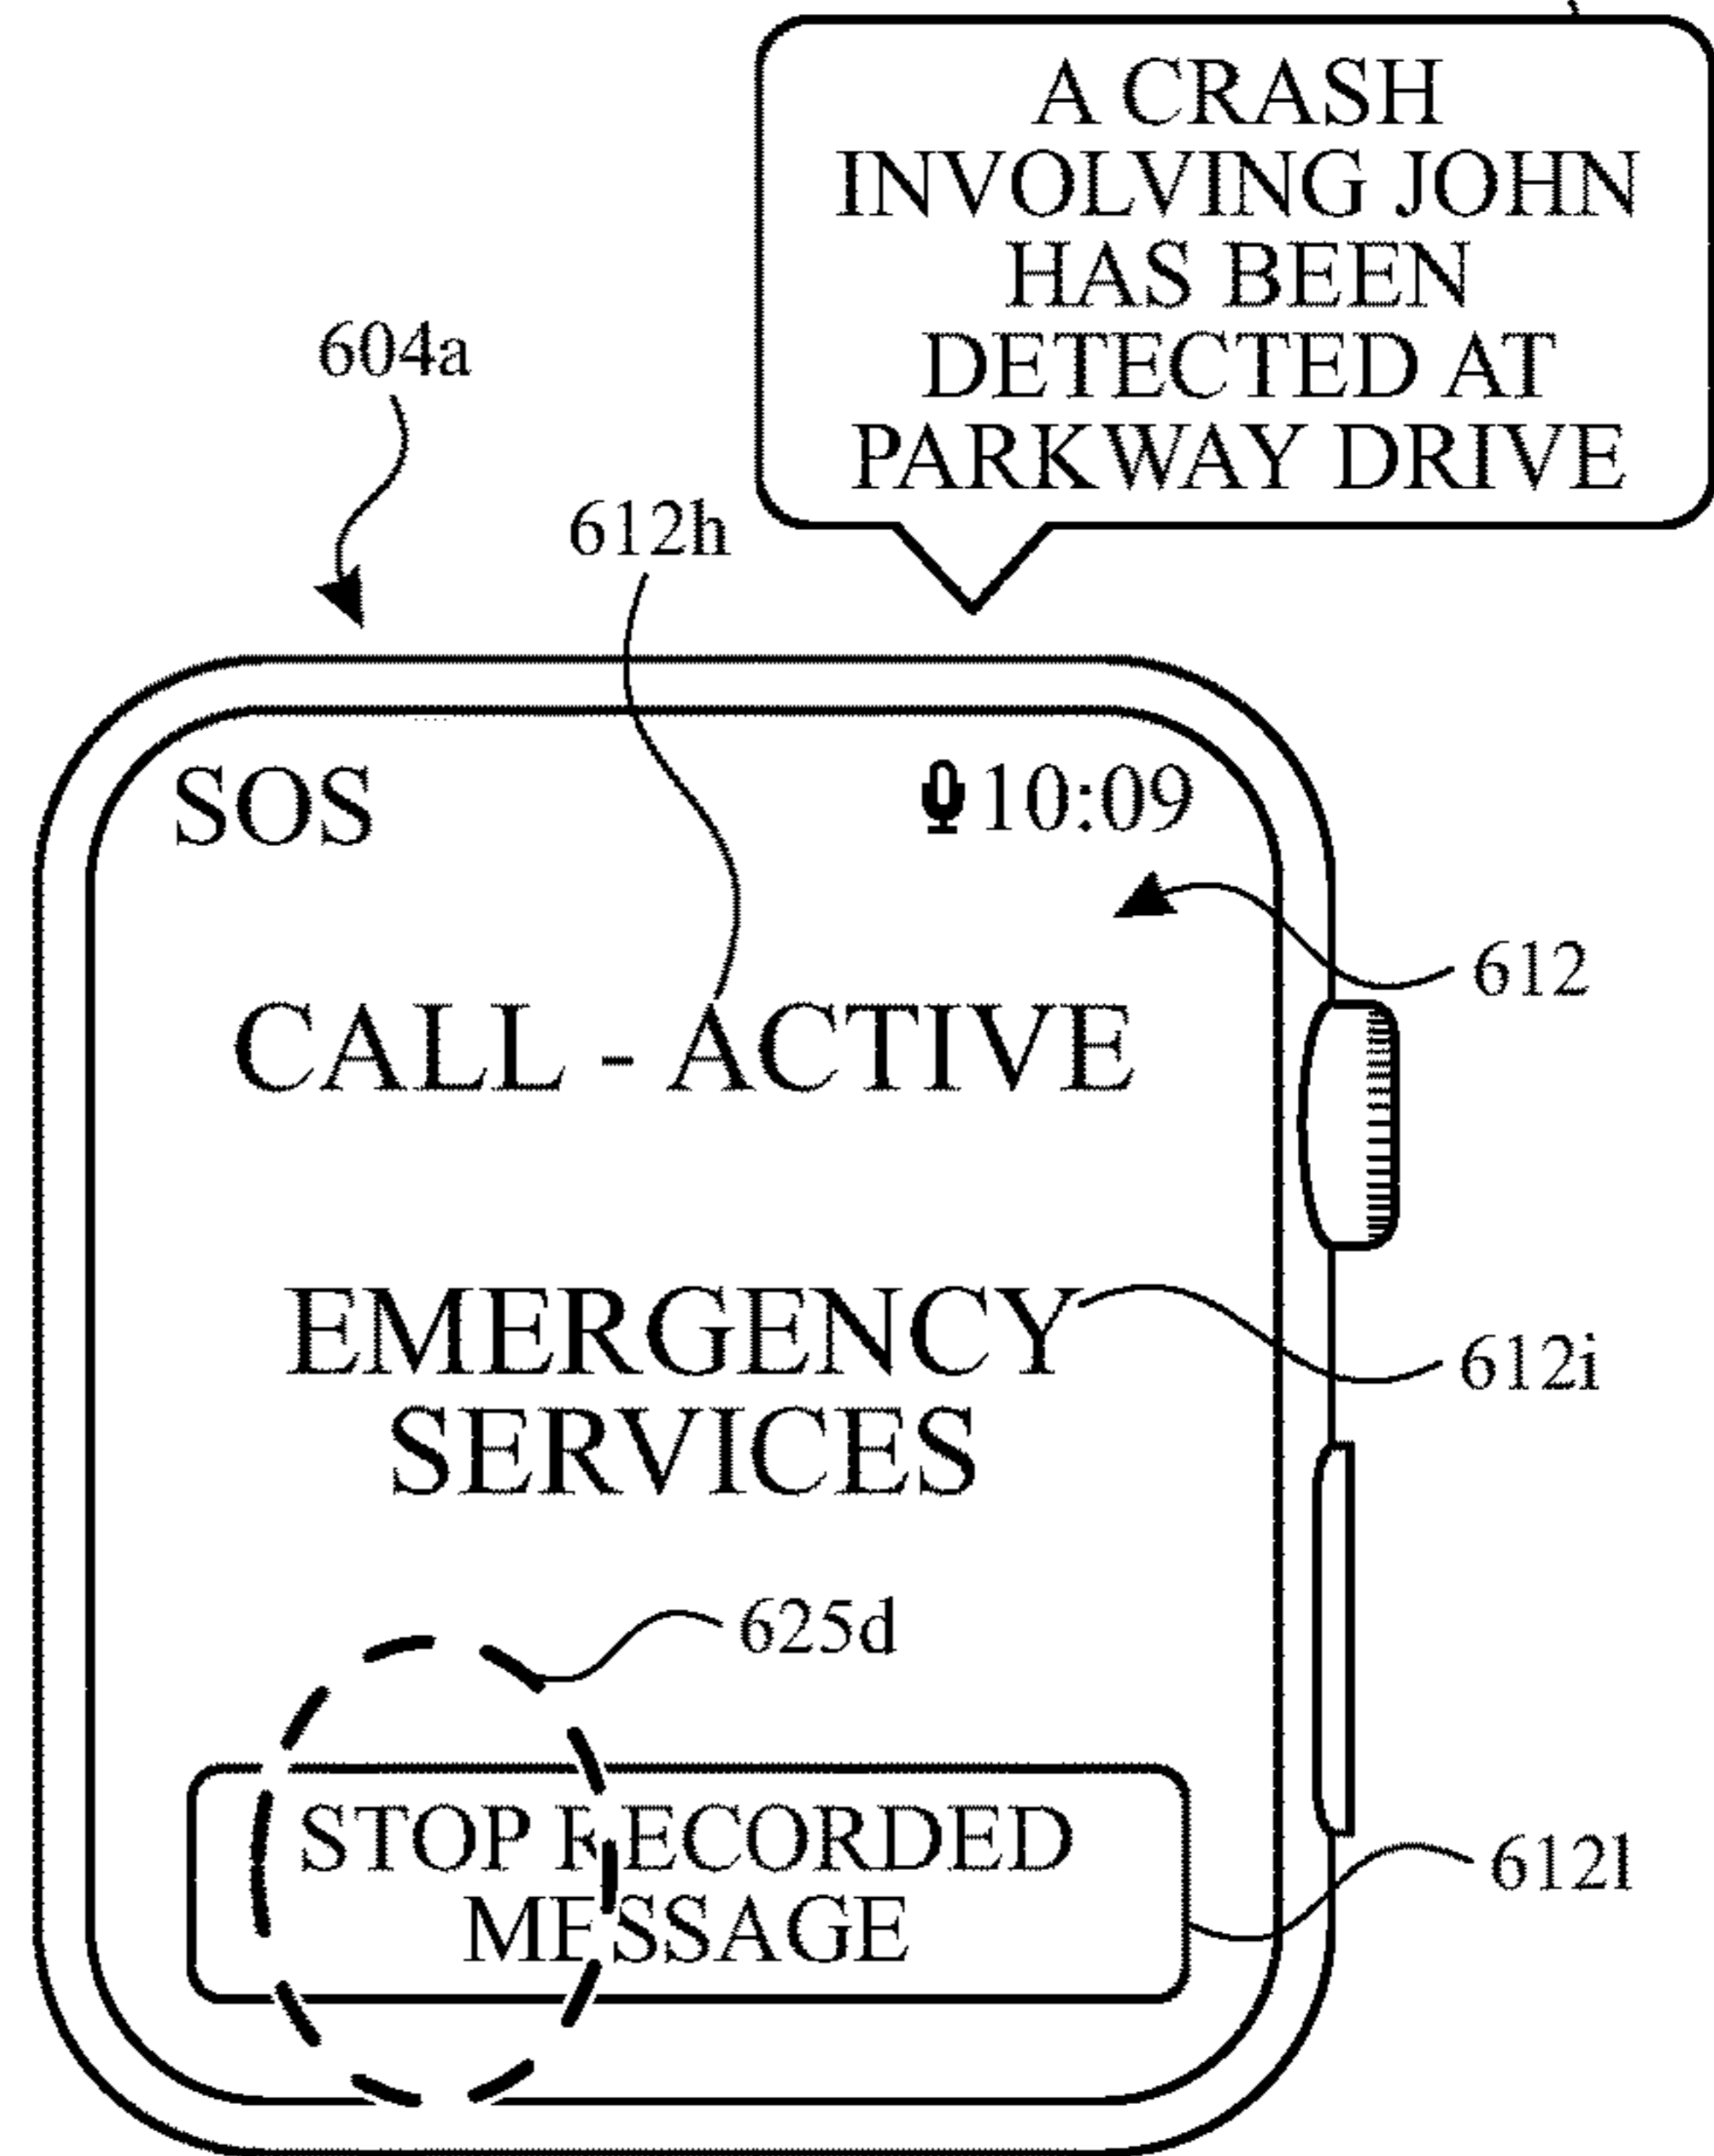 A CRASH
INVOLVING JOHN
HAS BEEN
DETECTED AT
PARKWAY DRIVE
604a
612h
SOS 10:09
612
CALL - ACTIVE
EMERGENCY
612i
SERVICES
625d
STOP RECORDED
MESSAGE
612l